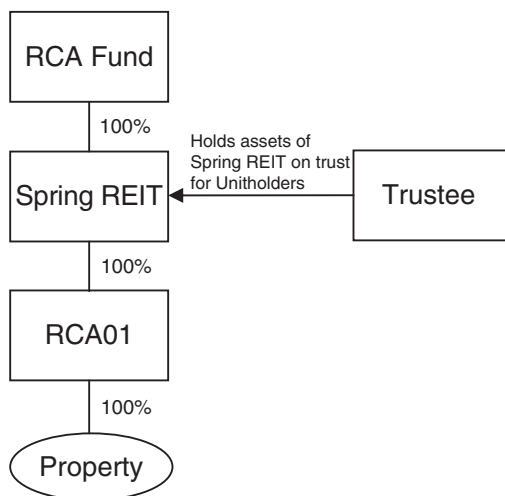 RCA Fund
100%
Holds assets of
Spring REIT on trust
for Unitholders
Spring REIT
Trustee
100%
RCA01
100%
Property